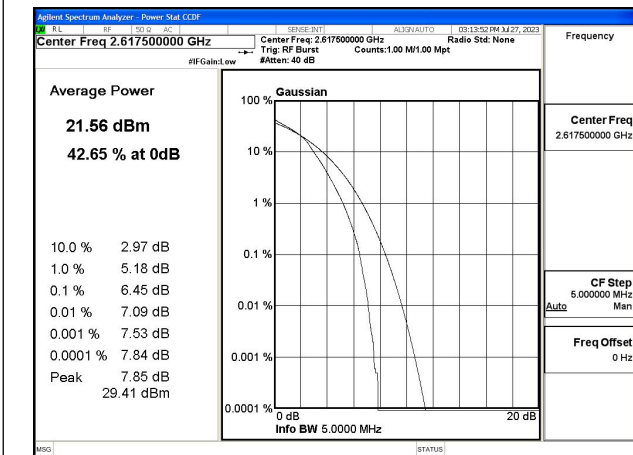 Agilent Spectrum Analyzer - Power Stat CCDF
RL RF 50 Ω AC SENSE:INT ALIGNAUTO 03:13:52 PM Jul 27, 2023
Center Freq 2.617500000 GHz
Center Freq: 2.617500000 GHz Radio Std: None
Trig: RF Burst Counts:1.00 M/1.00 Mpt
#IFGain:Low #Atten: 40 dB
Frequency
Average Power
21.56 dBm
42.65 % at 0dB
10.0 % 2.97 dB
1.0 % 5.18 dB
0.1 % 6.45 dB
0.01 % 7.09 dB
0.001 % 7.53 dB
0.0001 % 7.84 dB
Peak 7.85 dB
29.41 dBm
Gaussian
100 %
10 %
1 %
0.1 %
0.01 %
0.001 %
0.0001 %
0 dB 20 dB
Info BW 5.0000 MHz
Center Freq
2.617500000 GHz
CF Step
5.000000 MHz
Auto Man
Freq Offset
0 Hz
MSG STATUS